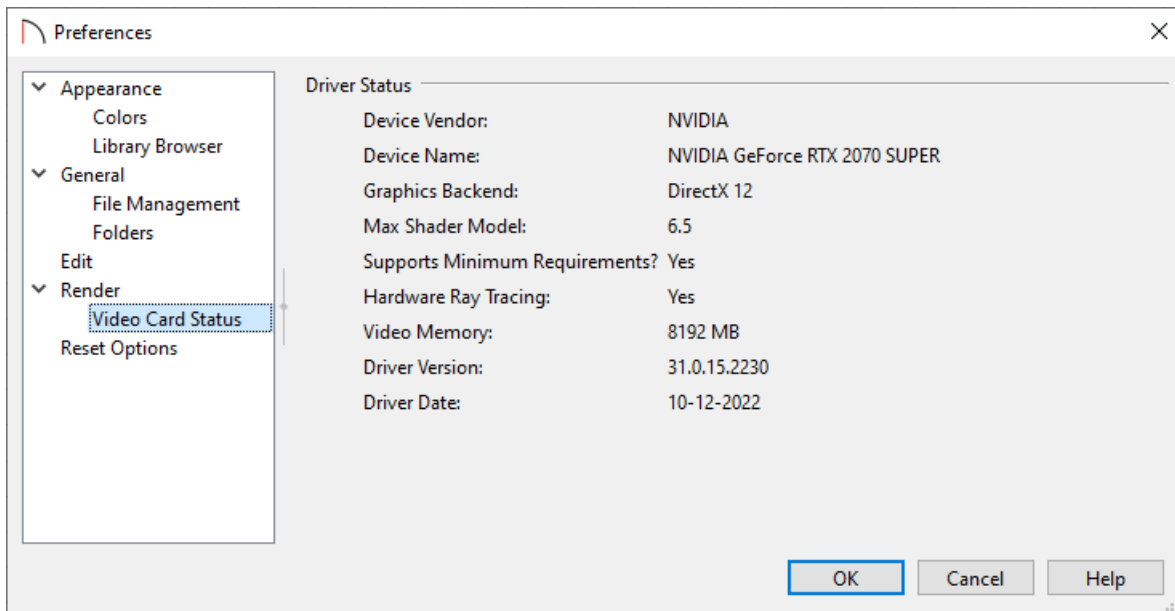 Preferences
Appearance
Colors
Library Browser
General
File Management
Folders
Edit
Render
Video Card Status
Reset Options
Driver Status
Device Vendor: NVIDIA
Device Name: NVIDIA GeForce RTX 2070 SUPER
Graphics Backend: DirectX 12
Max Shader Model: 6.5
Supports Minimum Requirements? Yes
Hardware Ray Tracing: Yes
Video Memory: 8192 MB
Driver Version: 31.0.15.2230
Driver Date: 10-12-2022
OK Cancel Help